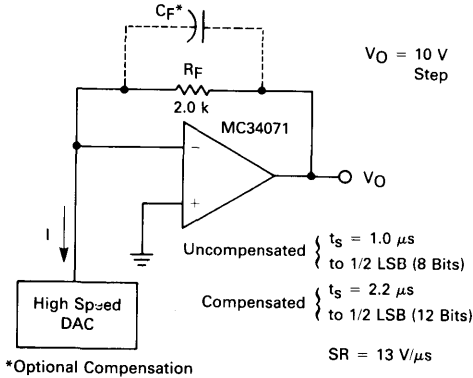 CF*
RF
2.0 k
MC34071
−
+
VO = 10 V
Step
VO
I
High Speed
DAC
Uncompensated { ts = 1.0 μs
to 1/2 LSB (8 Bits)
Compensated { ts = 2.2 μs
to 1/2 LSB (12 Bits)
SR = 13 V/μs
*Optional Compensation